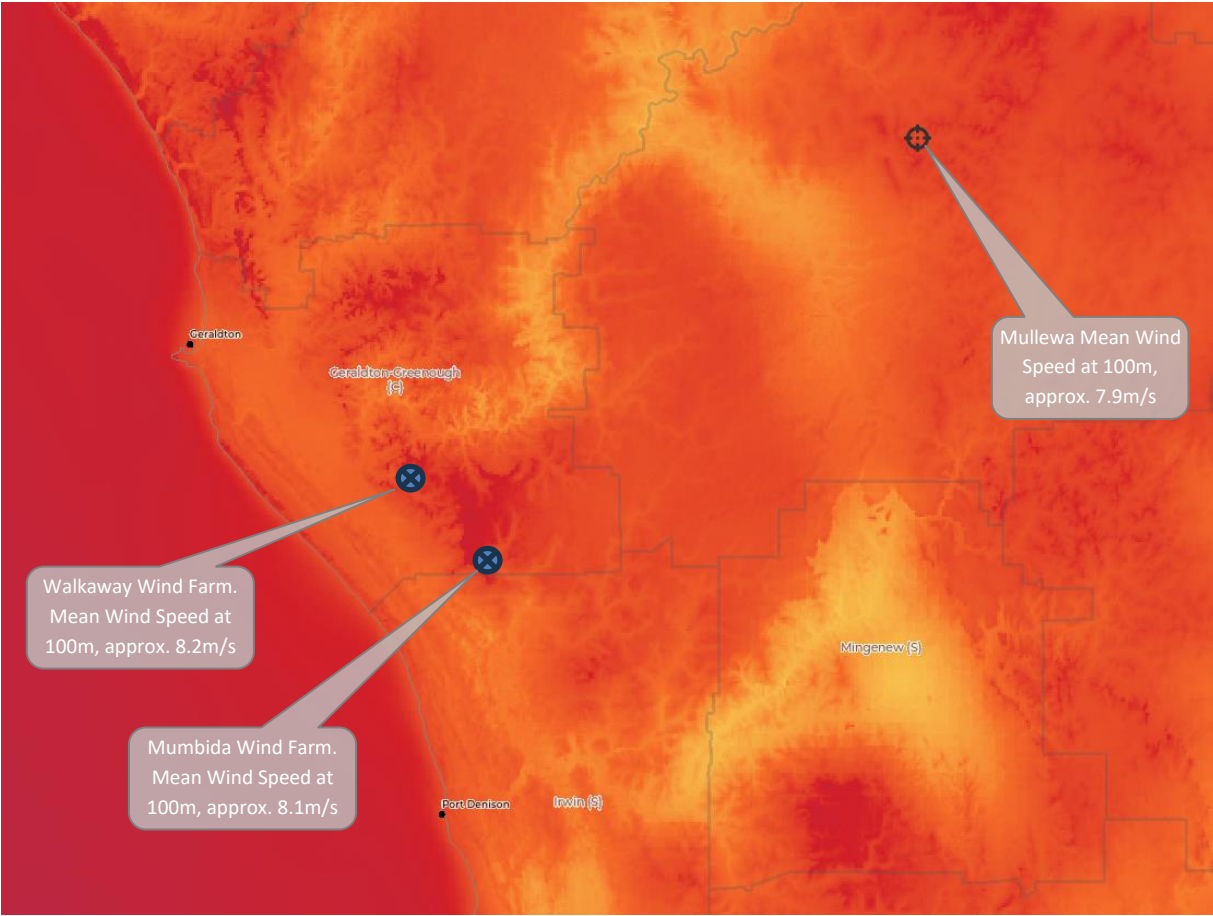 Geraldton
Mullewa Mean Wind
Speed at 100m,
approx. 7.9m/s
Geraldton-Greenough
(C)
Walkaway Wind Farm.
Mean Wind Speed at
100m, approx. 8.2m/s
Mingenew (S)
Mumbida Wind Farm.
Mean Wind Speed at
100m, approx. 8.1m/s
Port Denison
Irwin (S)